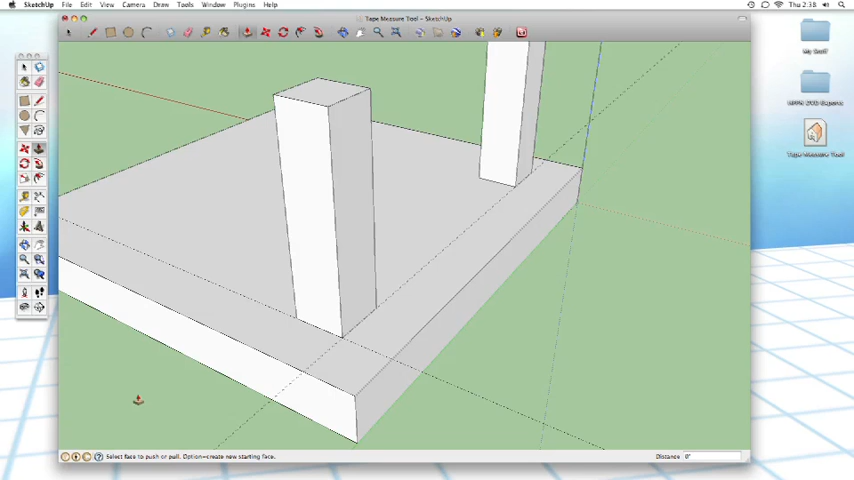 SketchUp File Edit View Camera Draw Tools Window Plugins Help
Thu 2:38
Tape Measure Tool - SketchUp
My Stuff
Tape Measure Tool
Select face to push or pull. Option=create new starting face.
Distance 0"